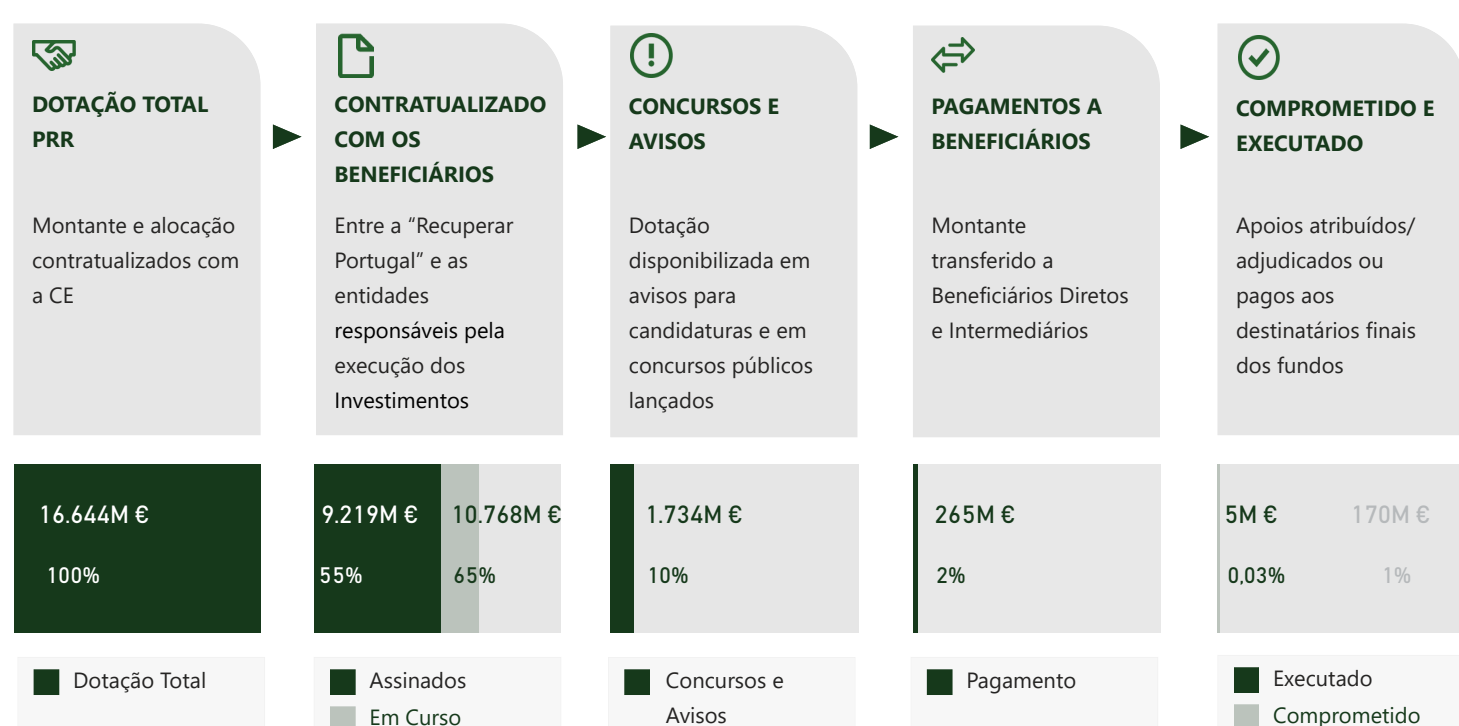 DOTAÇÃO TOTAL
PRR
Montante e alocação
contratualizados com
a CE
CONTRATUALIZADO
COM OS
BENEFICIÁRIOS
Entre a “Recuperar
Portugal” e as
entidades
responsáveis pela
execução dos
Investimentos
CONCURSOS E
AVISOS
Dotação
disponibilizada em
avisos para
candidaturas e em
concursos públicos
lançados
PAGAMENTOS A
BENEFICIÁRIOS
Montante
transferido a
Beneficiários Diretos
e Intermediários
COMPROMETIDO E
EXECUTADO
Apoios atribuídos/
adjudicados ou
pagos aos
destinatários finais
dos fundos
16.644M €
100%
9.219M € 10.768M €
55% 65%
1.734M €
10%
265M €
2%
5M € 170M €
0,03% 1%
Dotação Total
Assinados
Em Curso
Concursos e
Avisos
Pagamento
Executado
Comprometido